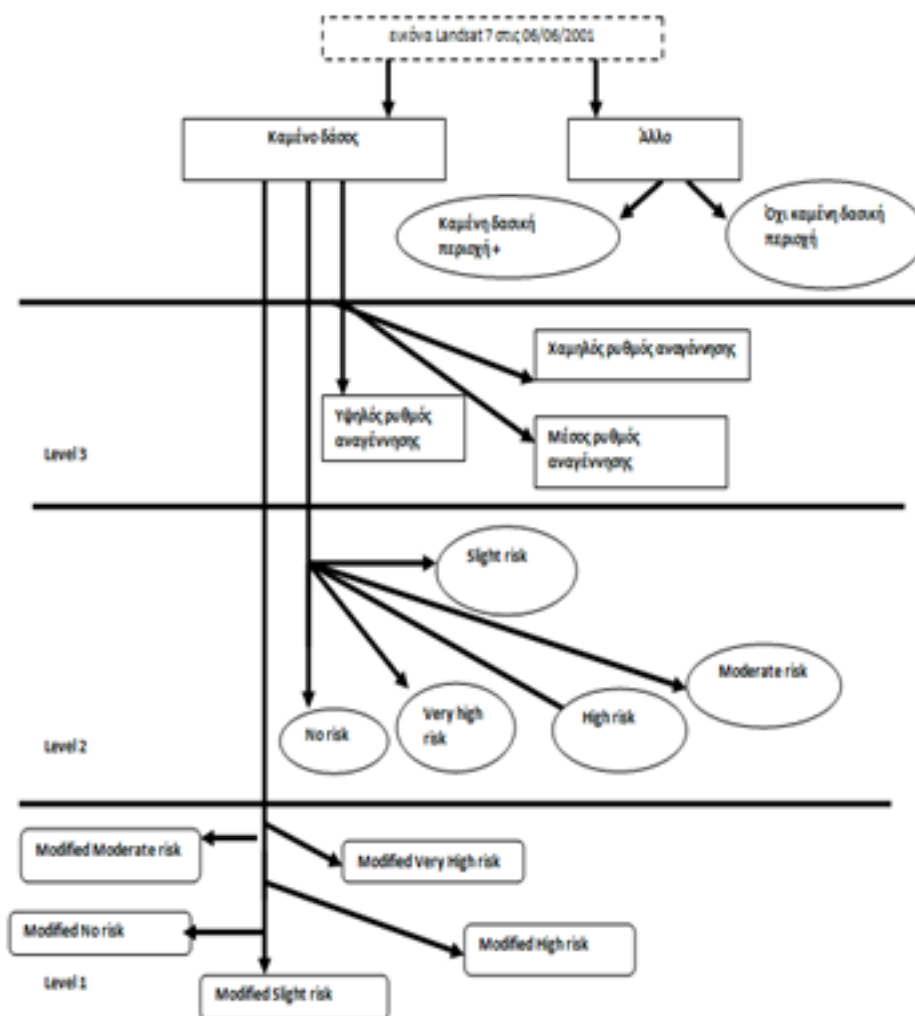 εικόνα Landsat 7 στις 06/06/2001
Καμένο δάσος
Άλλο
Καμένη δασική
περιοχή +
Όχι καμένη δασική
περιοχή
Χαμηλός ρυθμός αναγέννησης
Υψηλός ρυθμός
αναγέννησης
Μέσος ρυθμός
αναγέννησης
Level 3
Slight risk
Moderate risk
No risk
Very high
risk
High risk
Level 2
Modified Moderate risk
Modified Very High risk
Modified No risk
Modified High risk
Level 1
Modified Slight risk